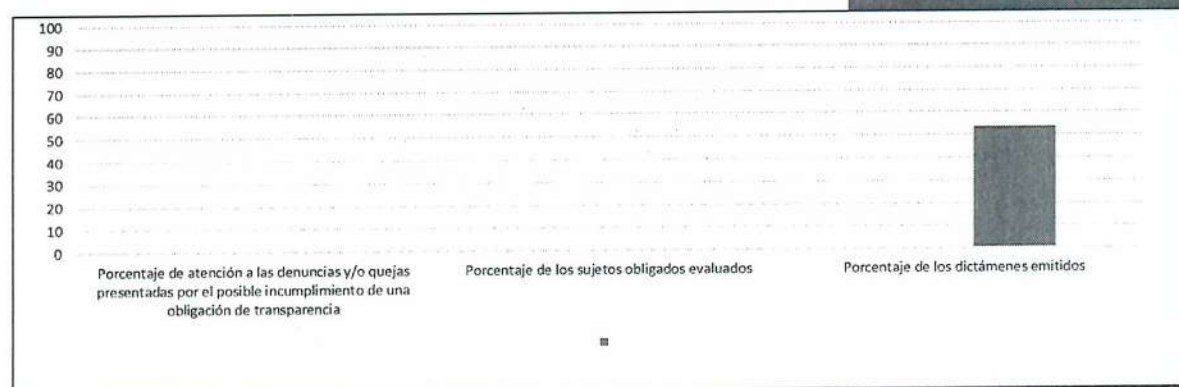 100
90
80
70
60
50
40
30
20
10
0
Porcentaje de atención a las denuncias y/o quejas
presentadas por el posible incumplimiento de una
obligación de transparencia
Porcentaje de los sujetos obligados evaluados
Porcentaje de los dictámenes emitidos